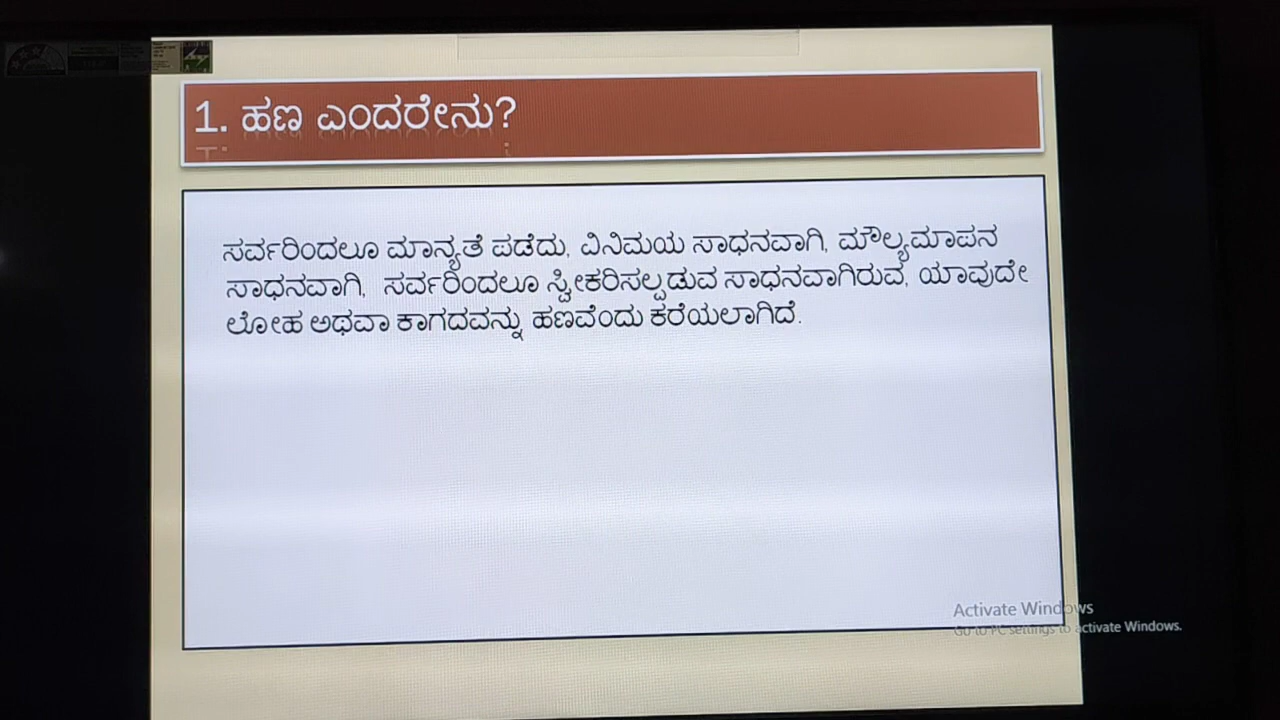 1. ಹಣ ಎಂದರೇನು?
ಸರ್ವರಿಂದಲೂ ಮಾನ್ಯತೆ ಪಡೆದು, ವಿನಿಮಯ ಸಾಧನವಾಗಿ, ಮೌಲ್ಯಮಾಪನ
ಸಾಧನವಾಗಿ, ಸರ್ವರಿಂದಲೂ ಸ್ವೀಕರಿಸಲ್ಪಡುವ ಸಾಧನವಾಗಿರುವ, ಯಾವುದೇ
ಲೋಹ ಅಥವಾ ಕಾಗದವನ್ನು ಹಣವೆಂದು ಕರೆಯಲಾಗಿದೆ.
Activate Windows
Go to PC settings to activate Windows.